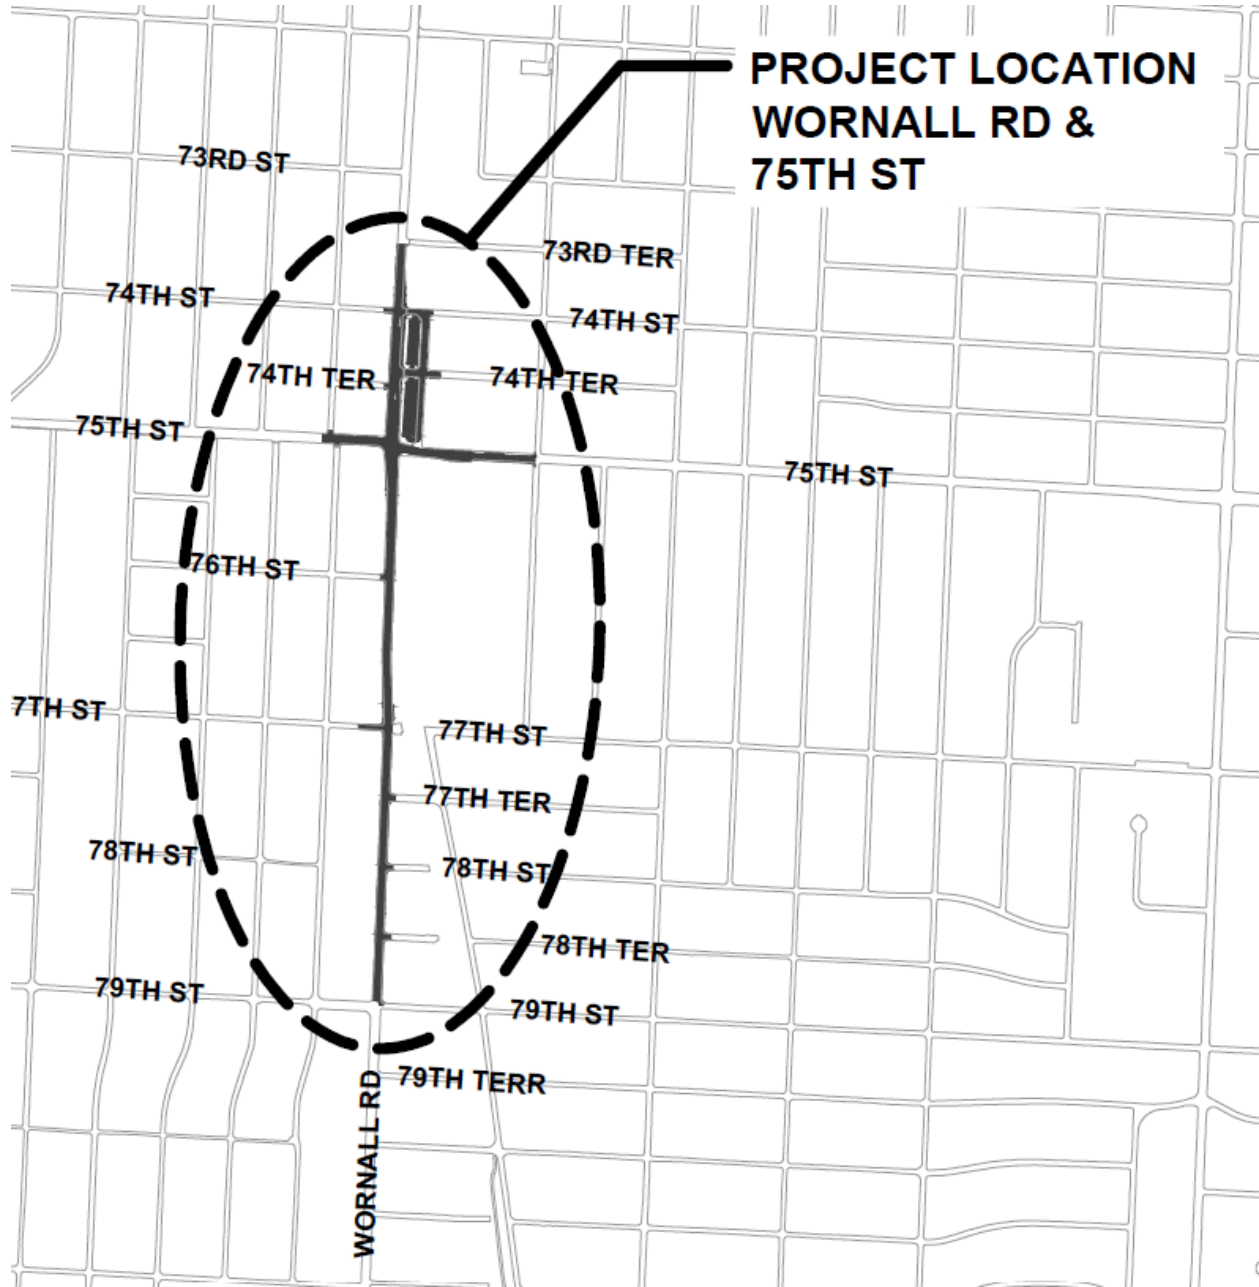 PROJECT LOCATION
WORNALL RD &
75TH ST
73RD ST
73RD TER
74TH ST
74TH ST
74TH TER
74TH TER
75TH ST
75TH ST
76TH ST
7TH ST
77TH ST
77TH TER
78TH ST
78TH ST
78TH TER
79TH ST
79TH ST
79TH TERR
WORNALL RD